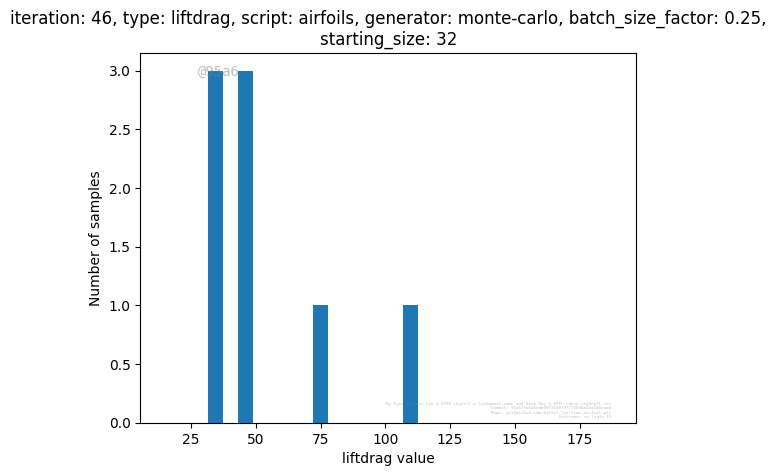 iteration: 46, type: liftdrag, script: airfoils, generator: monte-carlo, batch_size_factor: 0.25,
starting_size: 32
@95a6
3.0
2.5
2.0
1.5
1.0
0.5
0.0
Number of samples
25 50 75 100 125 150 175
liftdrag value